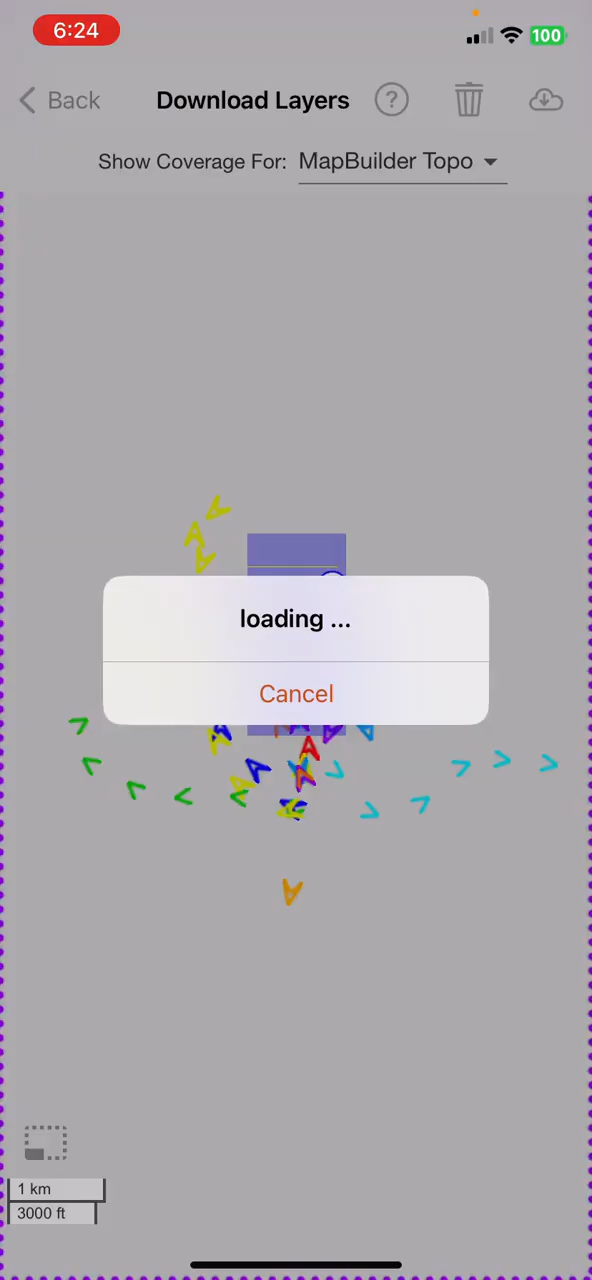 6:24
100
Back
Download Layers
?
Show Coverage For: MapBuilder Topo
loading ...
Cancel
1 km
3000 ft